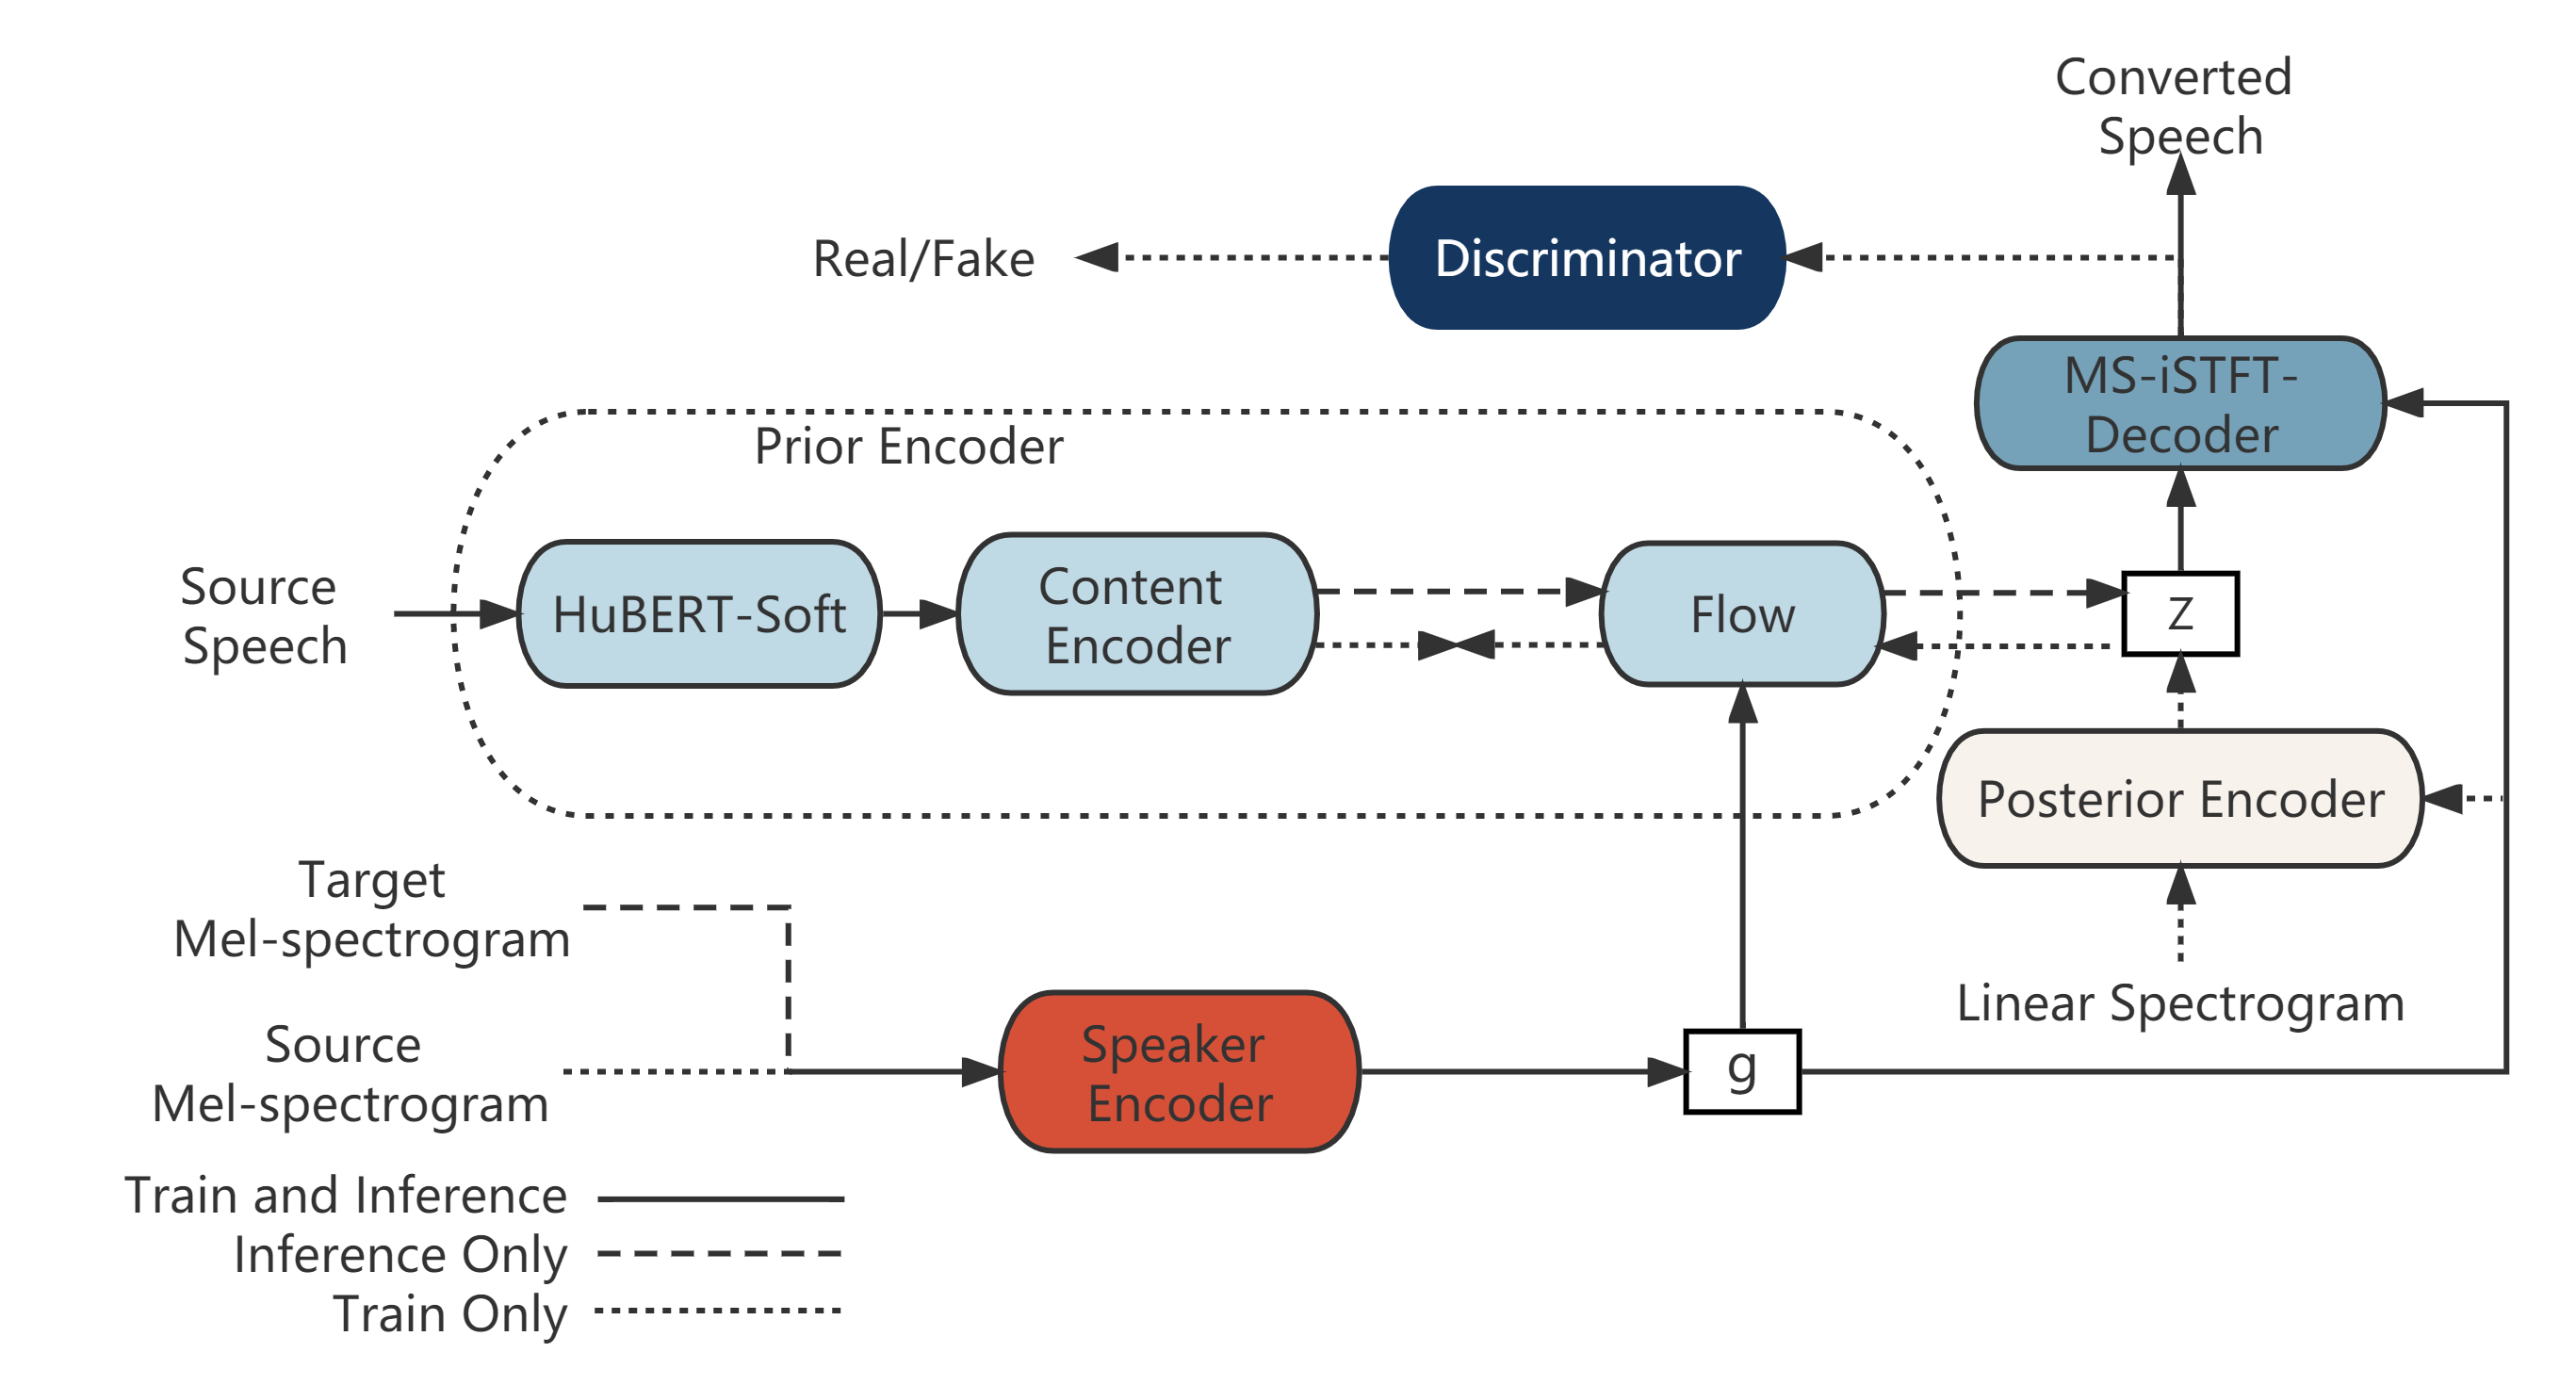 Converted
Speech
Real/Fake
Discriminator
MS-iSTFT-
Decoder
Prior Encoder
Source
Speech
HuBERT-Soft
Content
Encoder
Flow
z
Posterior Encoder
Linear Spectrogram
Target
Mel-spectrogram
Source
Mel-spectrogram
Speaker
Encoder
g
Train and Inference
Inference Only
Train Only